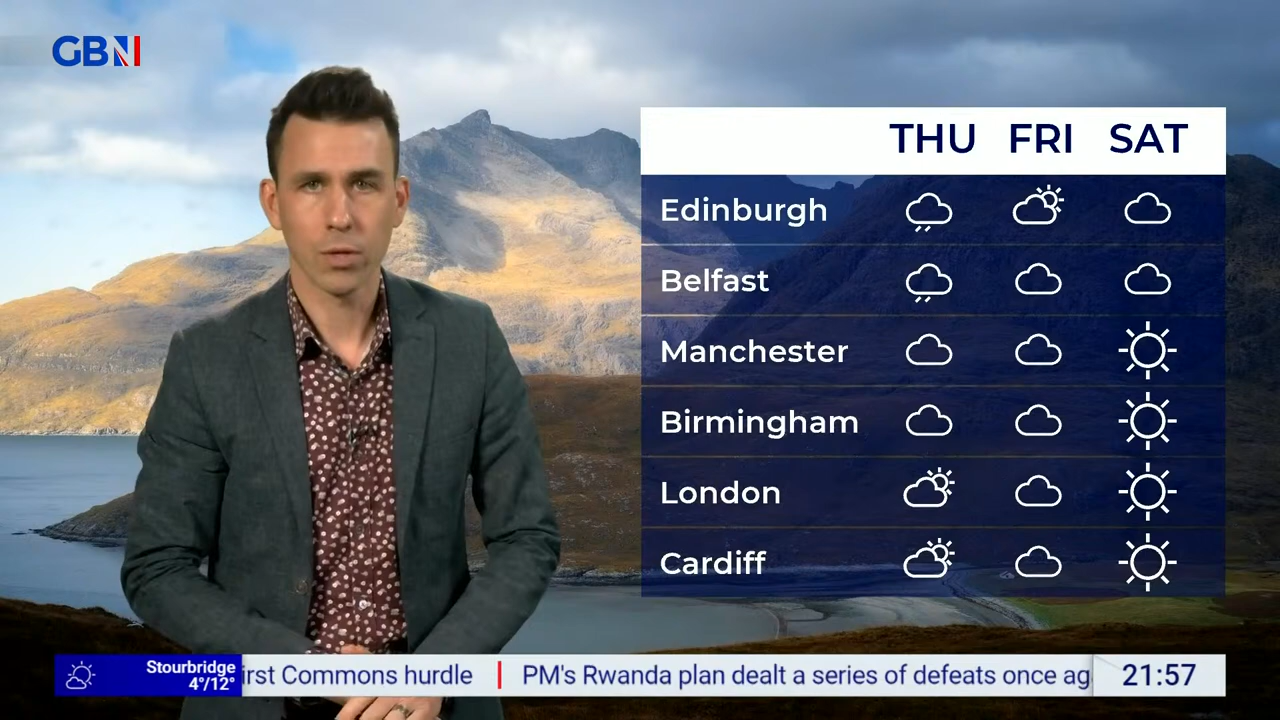 GBN
THU FRI SAT
Edinburgh
Belfast
Manchester
Birmingham
London
Cardiff
Stourbridge
4°/12°
irst Commons hurdle | PM's Rwanda plan dealt a series of defeats once ag
21:57